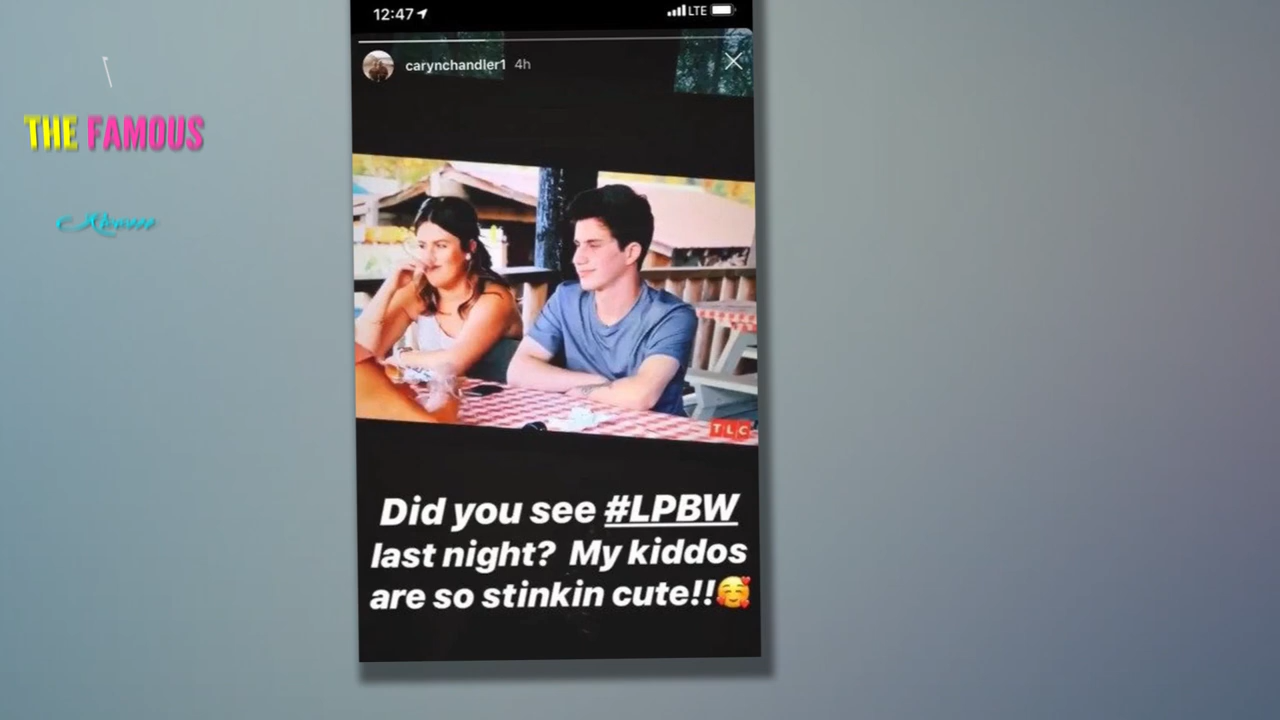 12:47
LTE
carynchandler1 4h
THE FAMOUS
TLC
Did you see #LPBW
last night? My kiddos
are so stinkin cute!!🥰